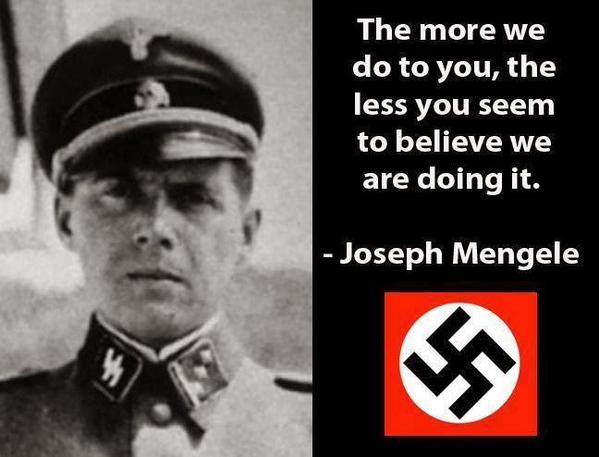 The more we
do to you, the
less you seem
to believe we
are doing it.
- Joseph Mengele